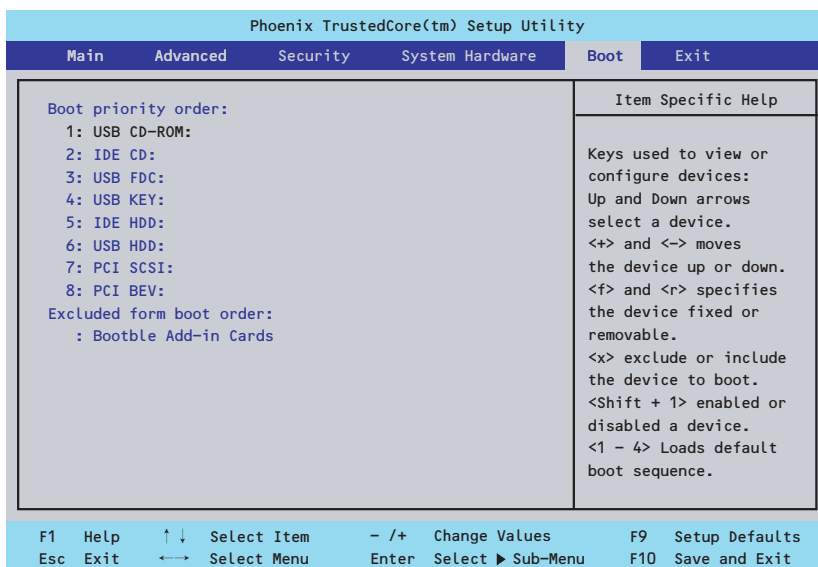 Phoenix TrustedCore(tm) Setup Utility
Main Advanced Security System Hardware Boot Exit
Boot priority order:
1: USB CD-ROM:
2: IDE CD:
3: USB FDC:
4: USB KEY:
5: IDE HDD:
6: USB HDD:
7: PCI SCSI:
8: PCI BEV:
Excluded form boot order:
: Bootble Add-in Cards
Item Specific Help
Keys used to view or
configure devices:
Up and Down arrows
select a device.
<+> and <-> moves
the device up or down.
<f> and <r> specifies
the device fixed or
removable.
<x> exclude or include
the device to boot.
<Shift + 1> enabled or
disabled a device.
<1 - 4> Loads default
boot sequence.
F1 Help ↑↓ Select Item - /+ Change Values F9 Setup Defaults
Esc Exit ←→ Select Menu Enter Select ▶ Sub-Menu F10 Save and Exit